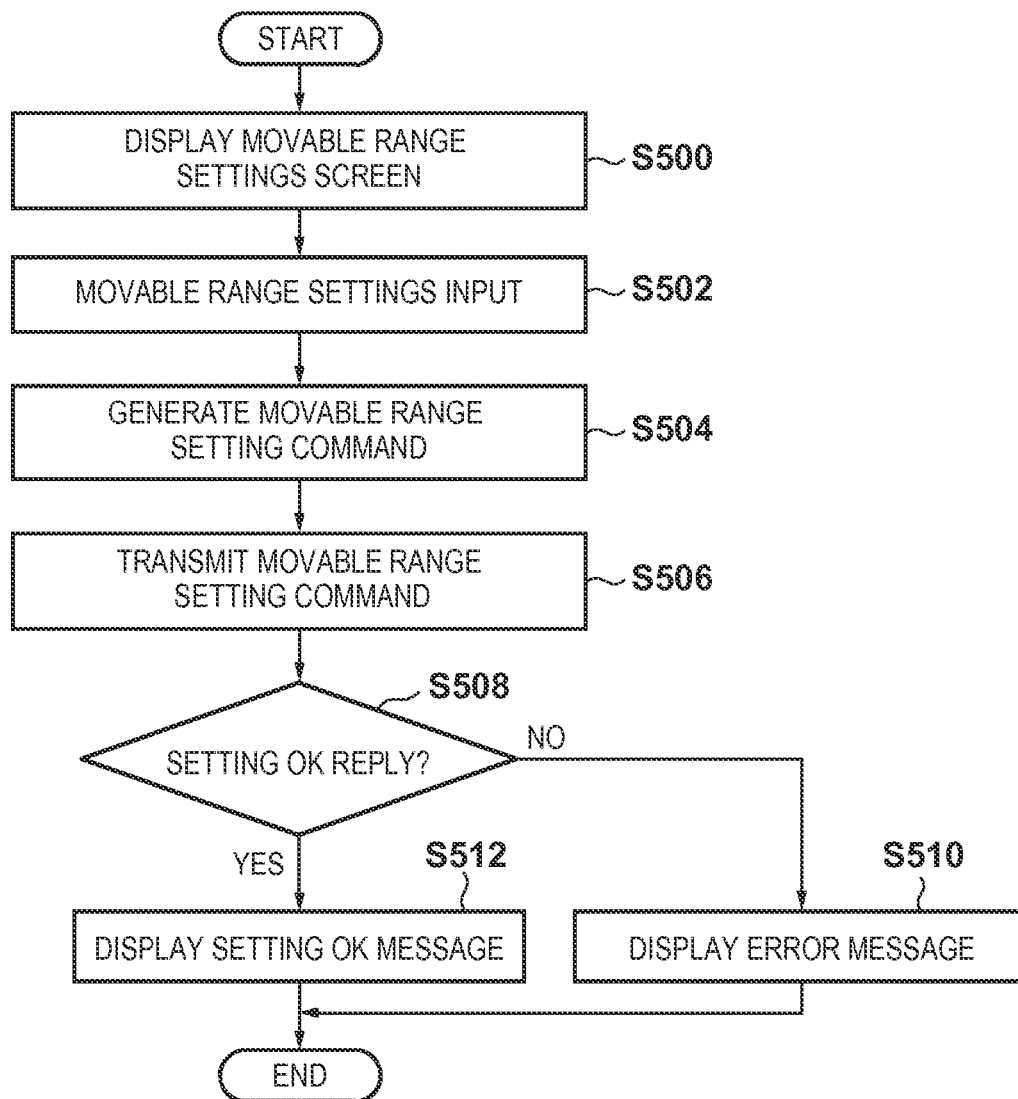 START
DISPLAY MOVABLE RANGE
SETTINGS SCREEN
S500
MOVABLE RANGE SETTINGS INPUT
S502
GENERATE MOVABLE RANGE
SETTING COMMAND
S504
TRANSMIT MOVABLE RANGE
SETTING COMMAND
S506
S508
SETTING OK REPLY?
NO
YES
S512
DISPLAY SETTING OK MESSAGE
S510
DISPLAY ERROR MESSAGE
END